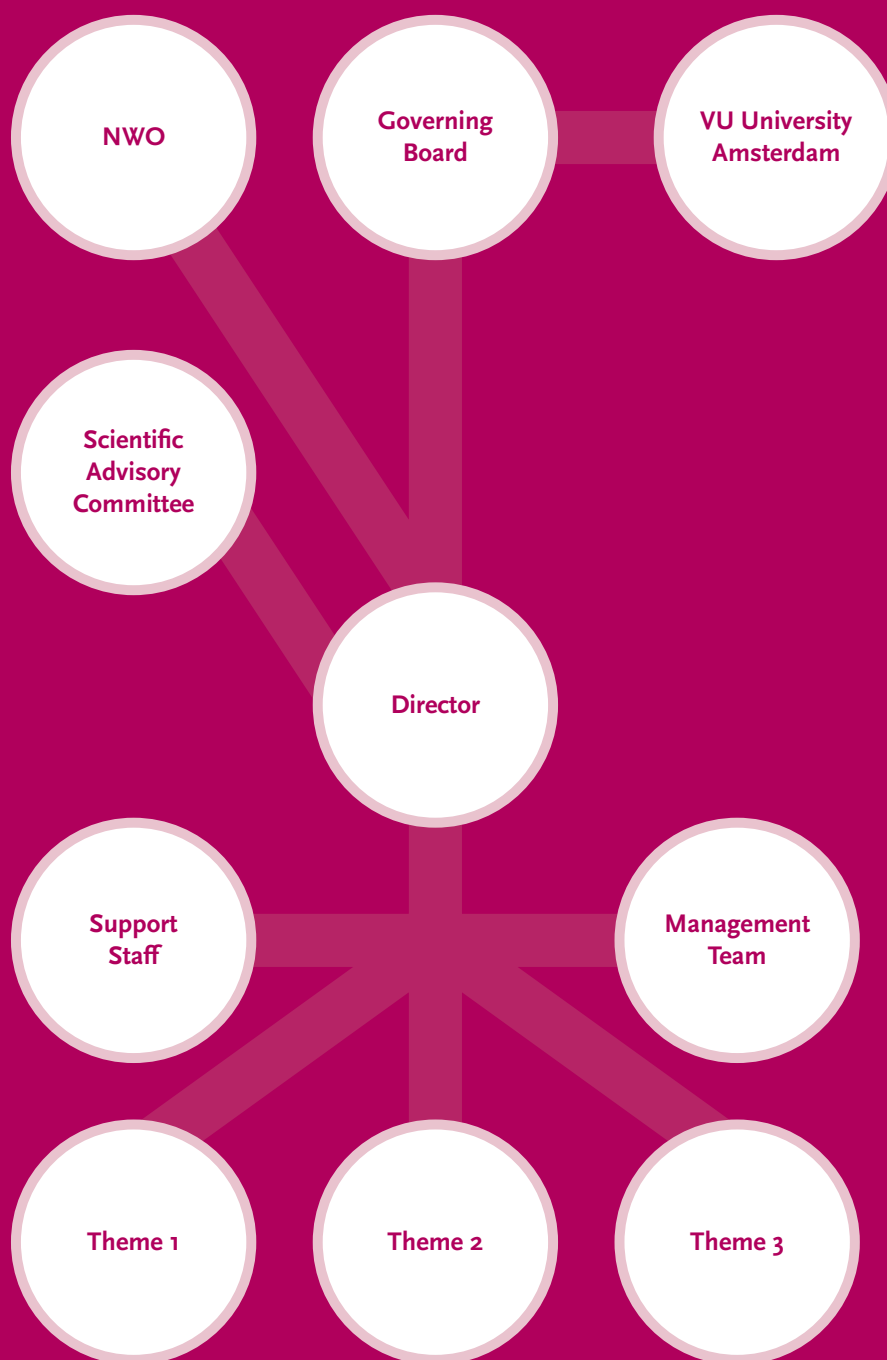 NWO
Governing
Board
VU University
Amsterdam
Scientific
Advisory
Committee
Director
Support
Staff
Management
Team
Theme 1
Theme 2
Theme 3